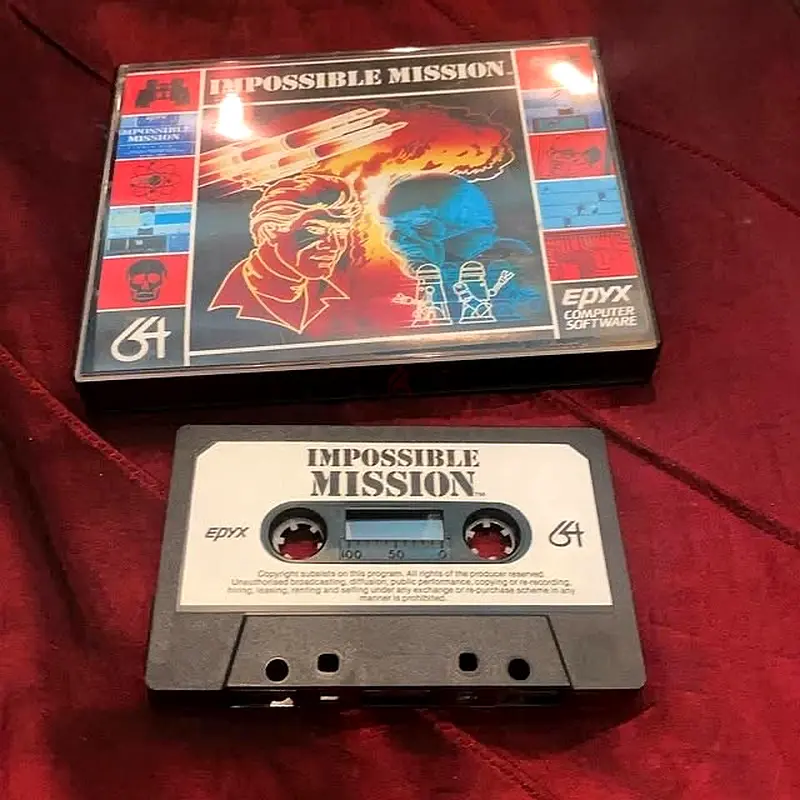 IMPOSSIBLE MISSION
IMPOSSIBLE
MISSION
64
EPYX
COMPUTER
SOFTWARE
IMPOSSIBLE
MISSION™
EPYX
64
100 50 0
Copyright subsists on this program. All rights of the producer reserved.
Unauthorised broadcasting, diffusion, public performance, copying or re-recording,
hiring, leasing, renting and selling under any exchange or re-purchase scheme in any
manner is prohibited.